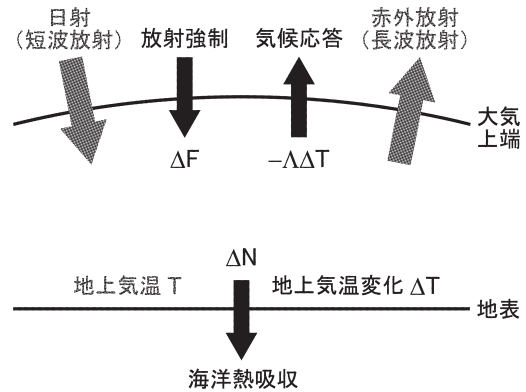 日射
(短波放射)
放射強制
気候応答
赤外放射
(長波放射)
大気
上端
ΔF
−ΛΔT
ΔN
地上気温 T
地上気温変化 ΔT
地表
海洋熱吸収